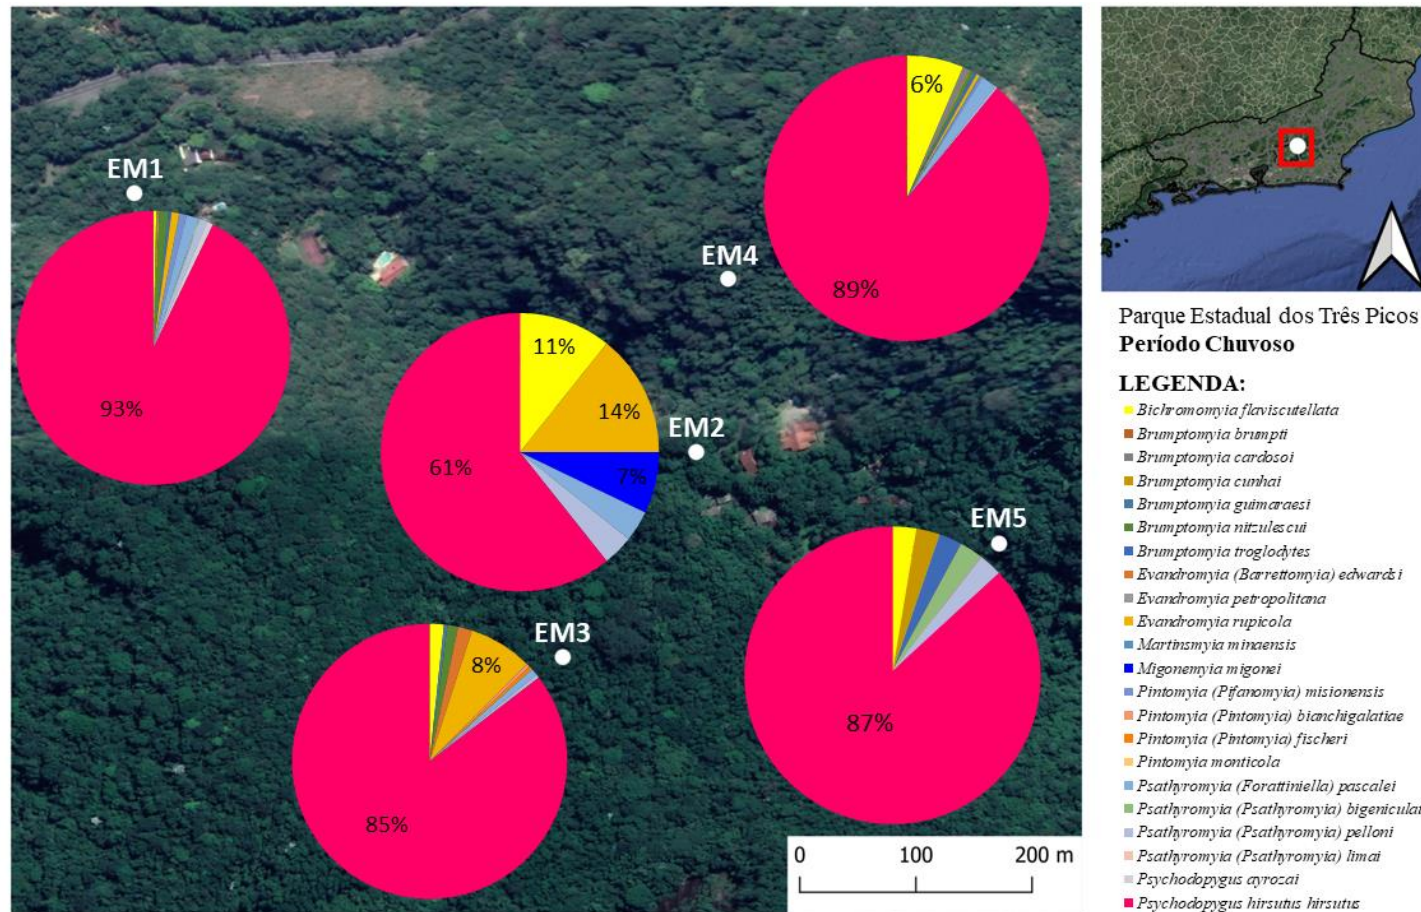 EM1
93%
EM4
6%
89%
EM2
11%
14%
7%
61%
EM3
8%
85%
EM5
87%
0 100 200 m
Parque Estadual dos Três Picos
Período Chuvoso
LEGENDA:
Bichromomyia flaviscutellata
Brumptomyia brumpti
Brumptomyia cardosoi
Brumptomyia cunhai
Brumptomyia guimaraesi
Brumptomyia nitzulescui
Brumptomyia troglodytes
Evandromyia (Barrettomyia) edwardsi
Evandromyia petropolitana
Evandromyia rupicola
Martinsmyia minaensis
Migonemyia migonei
Pintomyia (Pifanomyia) misionensis
Pintomyia (Pintomyia) bianchigalatiae
Pintomyia (Pintomyia) fischeri
Pintomyia monticola
Psathyromyia (Forattiniella) pascalei
Psathyromyia (Psathyromyia) bigeniculat
Psathyromyia (Psathyromyia) pelloni
Psathyromyia (Psathyromyia) limai
Psychodopygus ayrozai
Psychodopygus hirsutus hirsutus